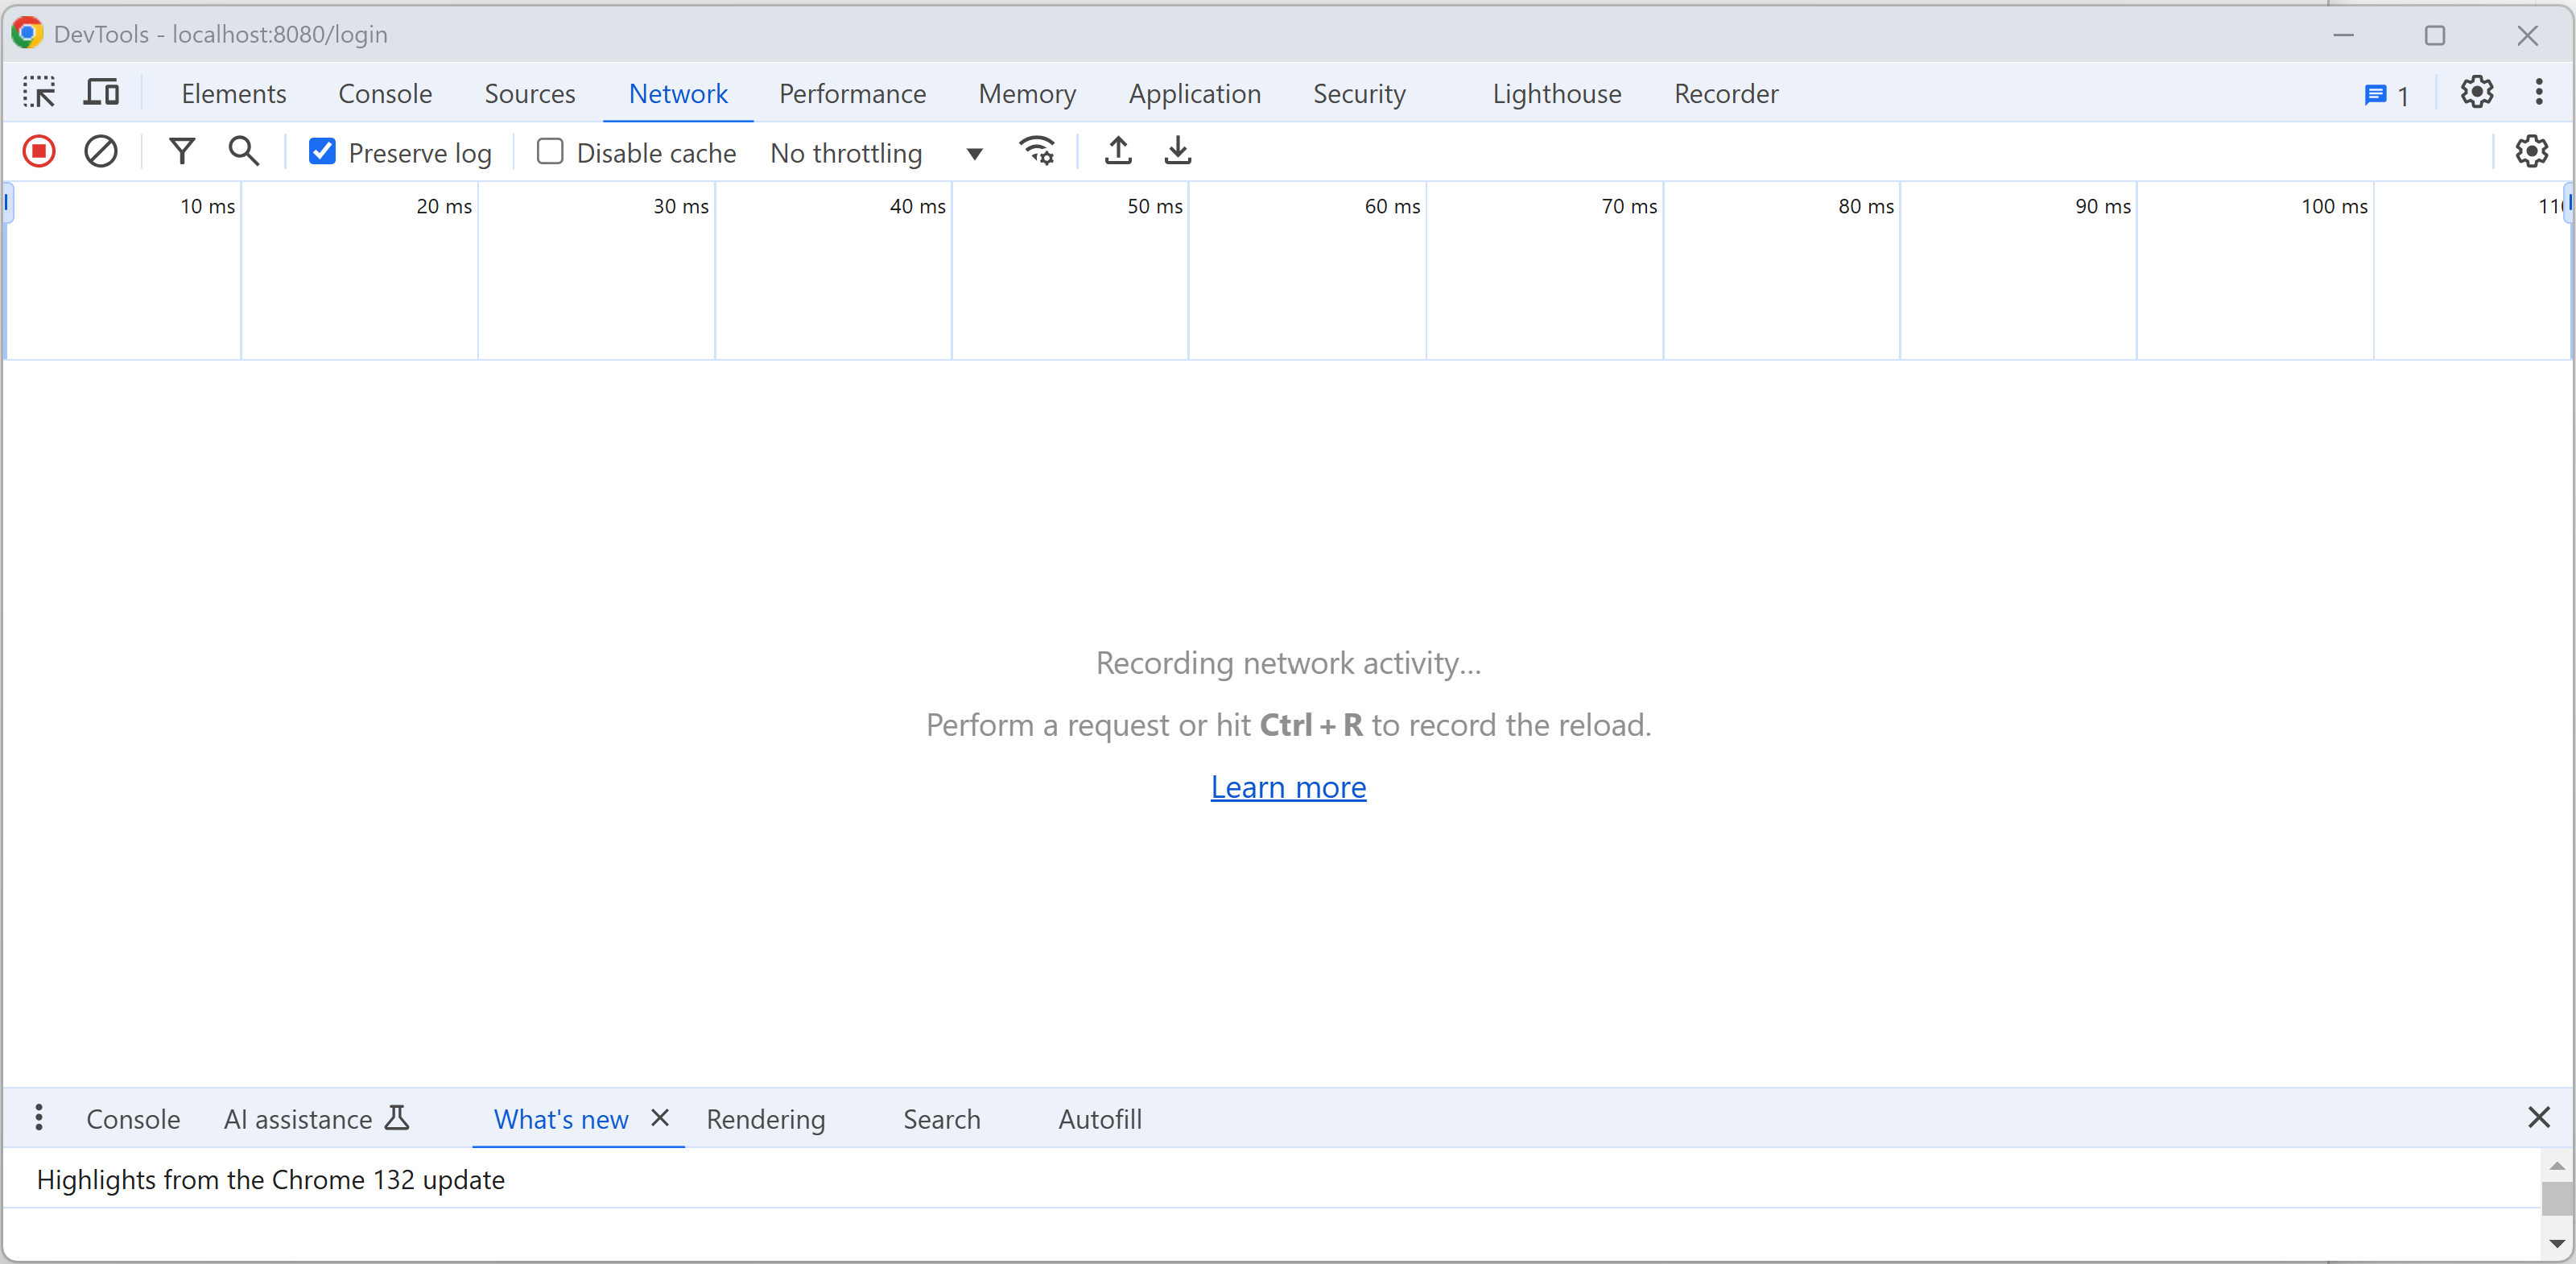 DevTools - localhost:8080/login
Elements Console Sources Network Performance Memory Application Security Lighthouse Recorder 1
Preserve log Disable cache No throttling
10 ms 20 ms 30 ms 40 ms 50 ms 60 ms 70 ms 80 ms 90 ms 100 ms 110
Recording network activity…
Perform a request or hit Ctrl + R to record the reload.
Learn more
Console AI assistance What's new Rendering Search Autofill
Highlights from the Chrome 132 update